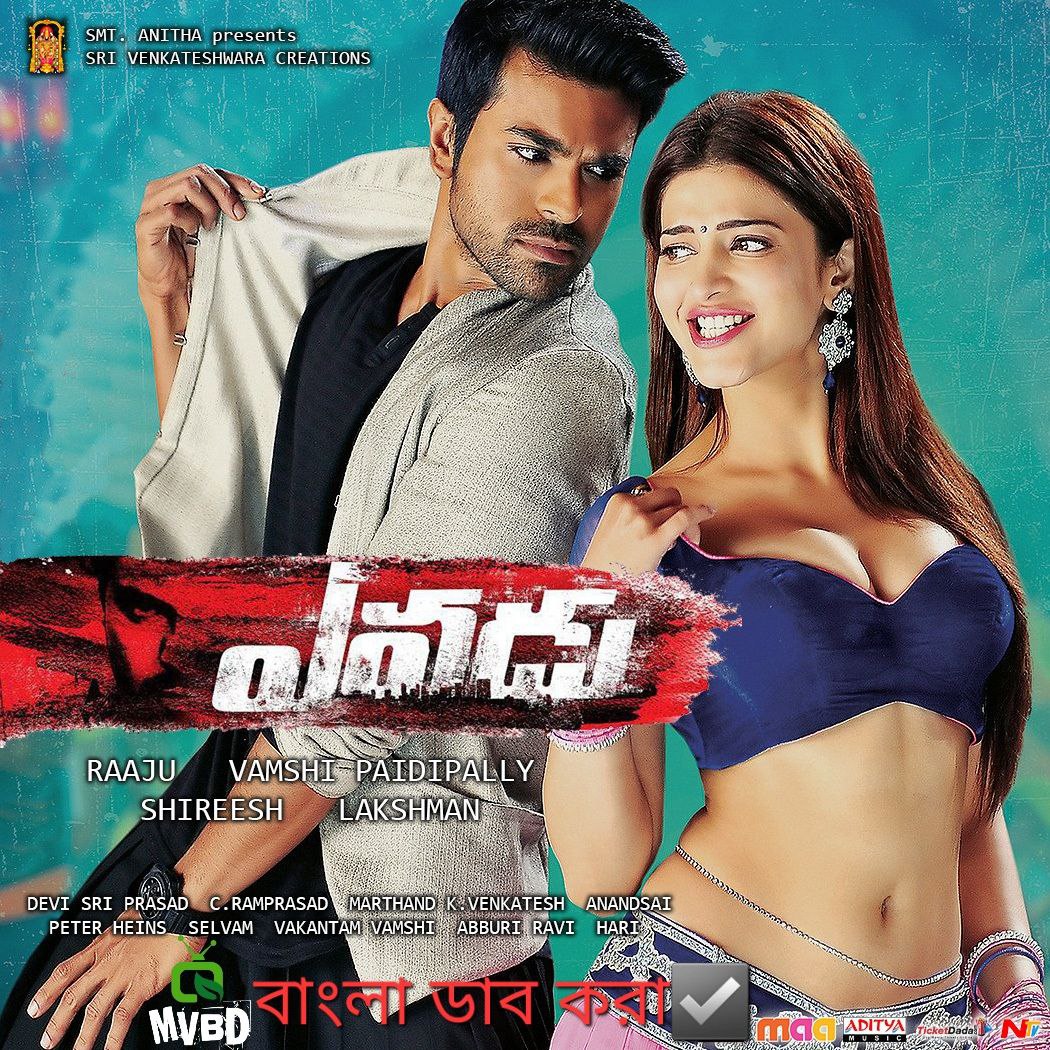 SMT. ANITHA presents
SRI VENKATESHWARA CREATIONS
ఎవడు
RAAJU VAMSHI PAIDIPALLY
SHIREESH LAKSHMAN
DEVI SRI PRASAD C.RAMPRASAD MARTHAND K.VENKATESH ANANDSAI
PETER HEINS SELVAM VAKANTAM VAMSHI ABBURI RAVI HARI
MVBD
বাংলা ডাব করা
maa ADITYA MUSIC TicketDada